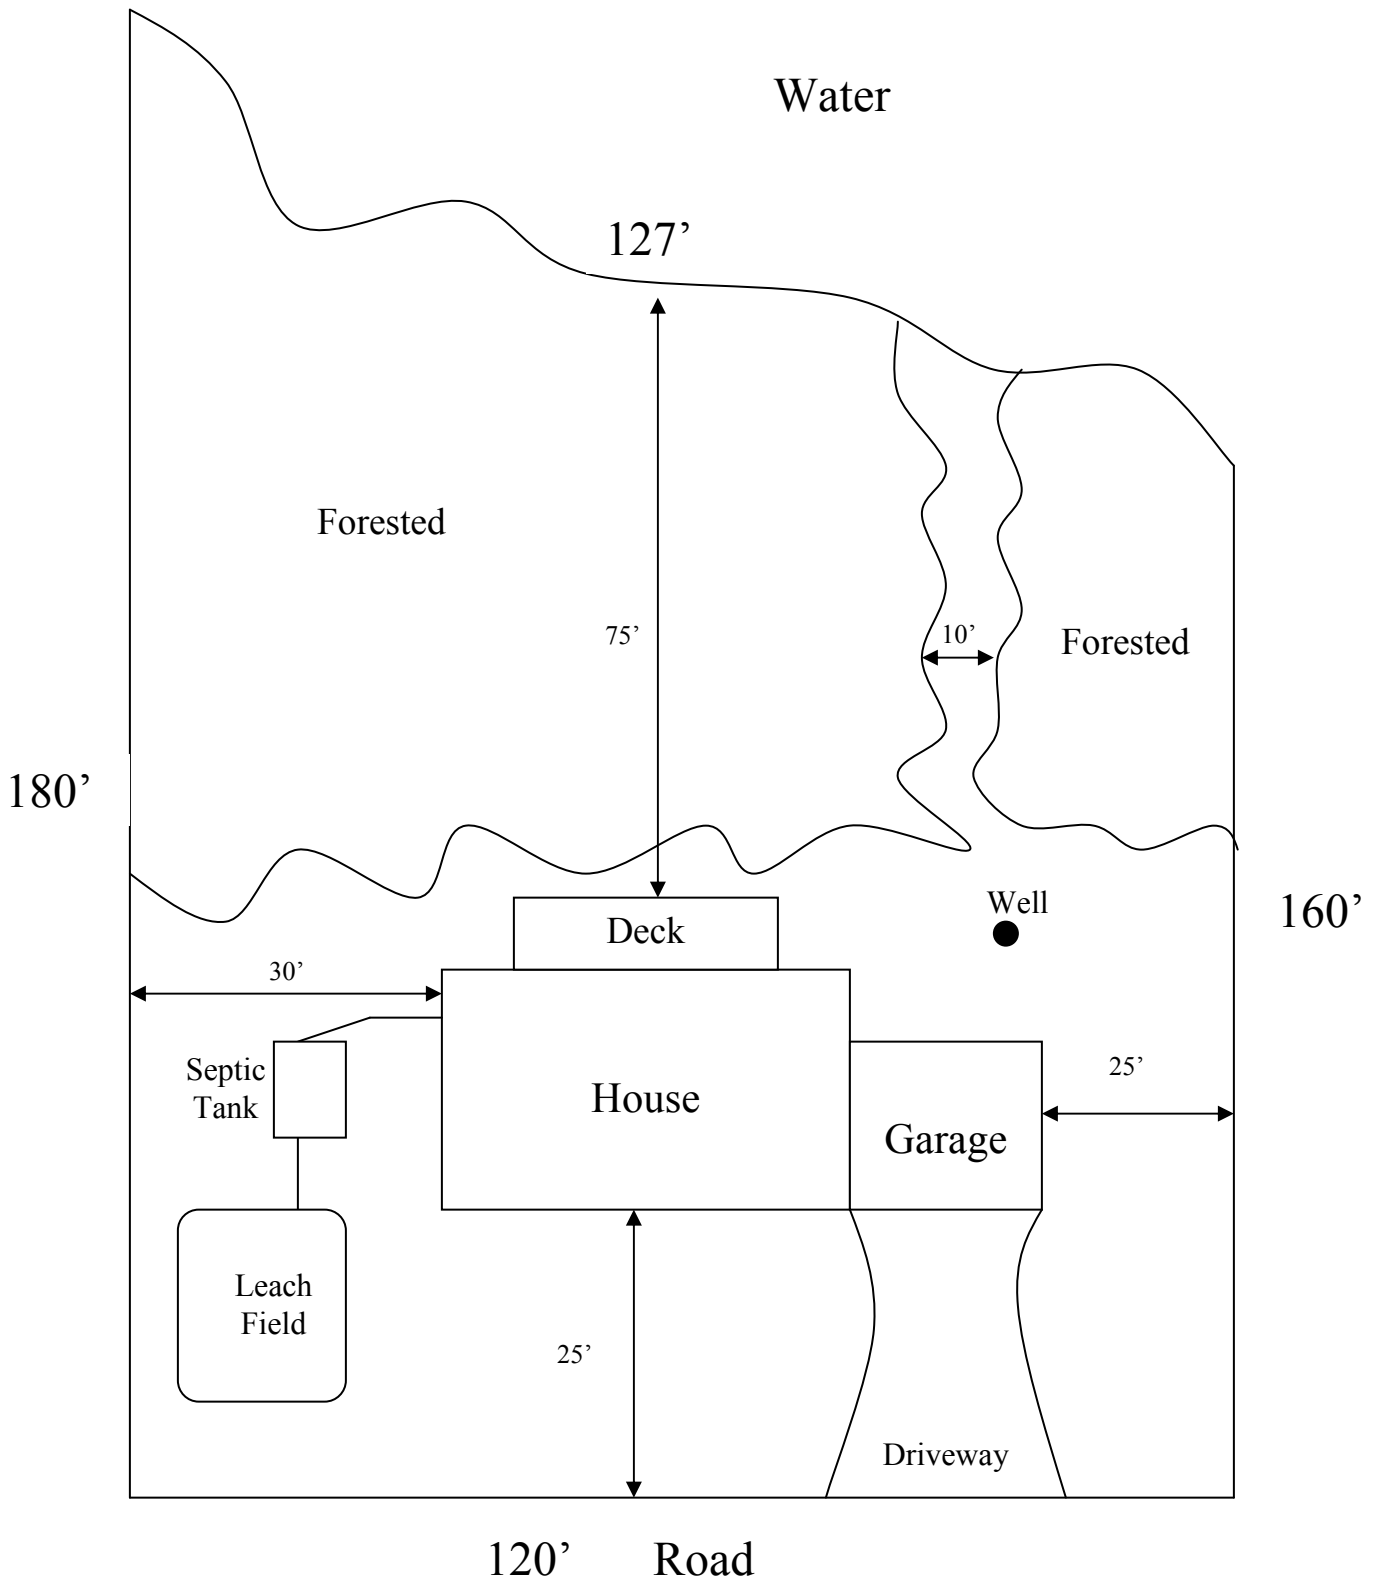 Water
127’
Forested
75’
10’
Forested
180’
Well
160’
Deck
30’
Septic
Tank
House
25’
Garage
Leach
Field
25’
Driveway
120’ Road